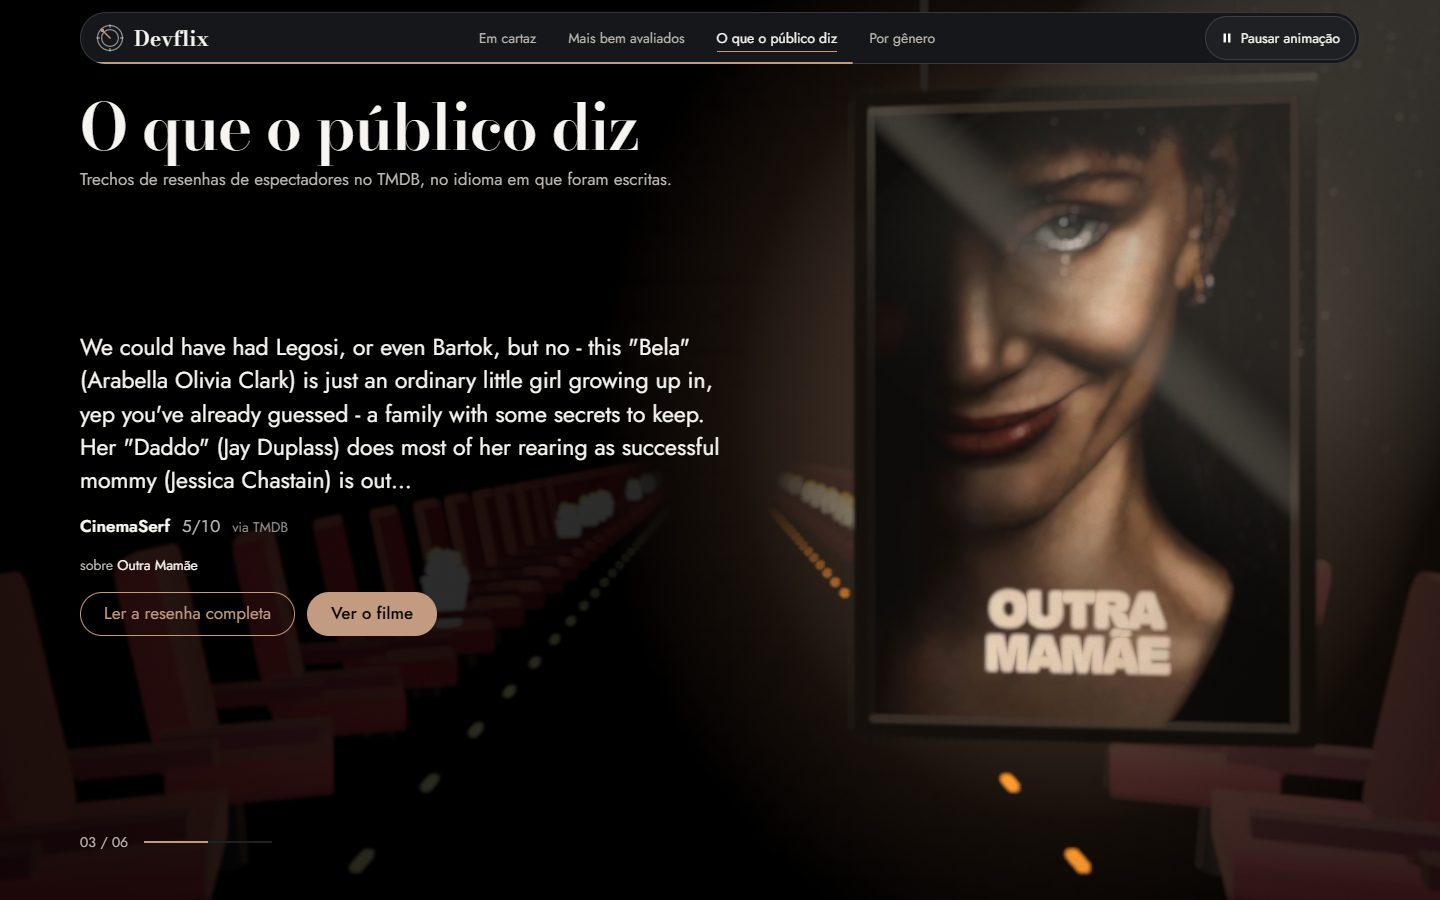 Devflix
Em cartaz
Mais bem avaliados
O que o público diz
Por gênero
Pausar animação
O que o público diz
Trechos de resenhas de espectadores no TMDB, no idioma em que foram escritas.
We could have had Legosi, or even Bartok, but no - this "Bela"
(Arabella Olivia Clark) is just an ordinary little girl growing up in,
yep you've already guessed - a family with some secrets to keep.
Her "Daddo" (Jay Duplass) does most of her rearing as successful
mommy (Jessica Chastain) is out...
CinemaSerf 5/10 via TMDB
sobre Outra Mamãe
Ler a resenha completa
Ver o filme
03 / 06
OUTRA
MAMÃE